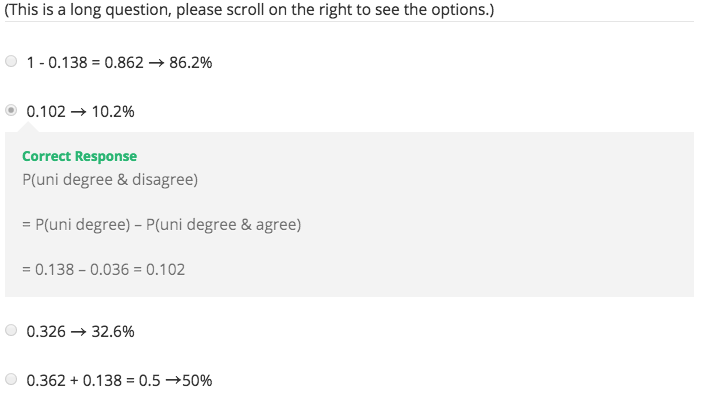 (This is a long question, please scroll on the right to see the options.)
1 - 0.138 = 0.862 → 86.2%
0.102 → 10.2%
Correct Response
P(uni degree & disagree)
= P(uni degree) – P(uni degree & agree)
= 0.138 – 0.036 = 0.102
0.326 → 32.6%
0.362 + 0.138 = 0.5 →50%